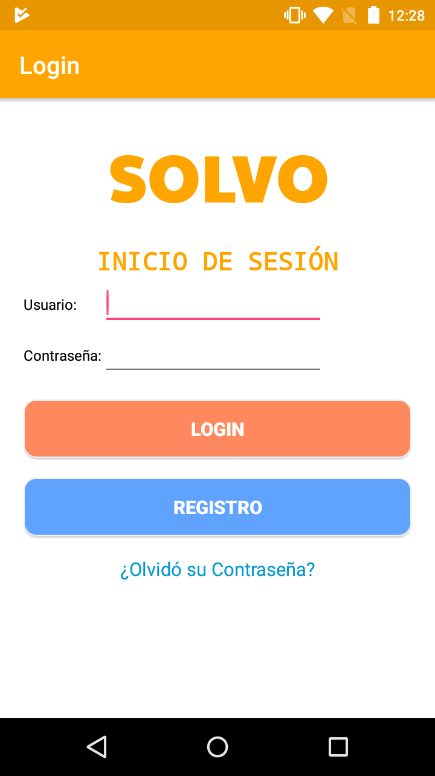 12:28
Login
SOLVO
INICIO DE SESIÓN
Usuario:
Contraseña:
LOGIN
REGISTRO
¿Olvidó su Contraseña?